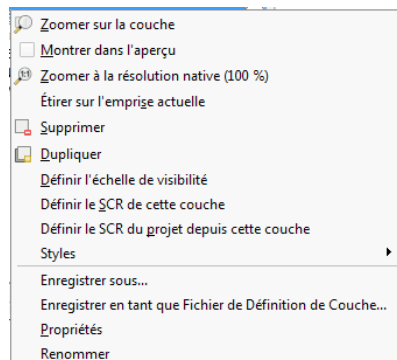 Zoomer sur la couche
Montrer dans l'aperçu
Zoomer à la résolution native (100 %)
Étirer sur l'emprise actuelle
Supprimer
Dupliquer
Définir l'échelle de visibilité
Définir le SCR de cette couche
Définir le SCR du projet depuis cette couche
Styles
Enregistrer sous...
Enregistrer en tant que Fichier de Définition de Couche...
Propriétés
Renommer